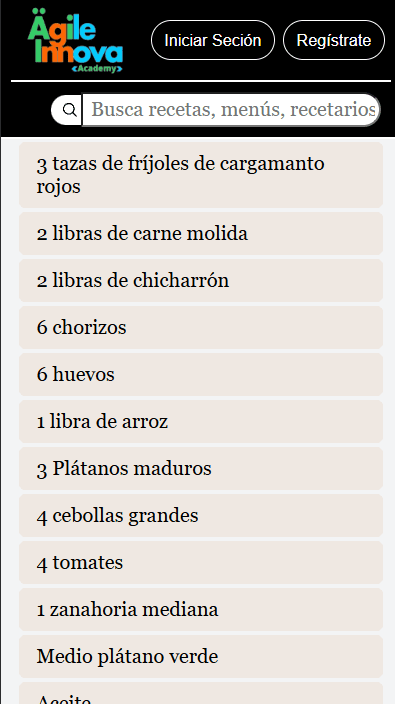 Ägile
Innova
<Academy>
Iniciar Seción
Regístrate
Busca recetas, menús, recetarios
3 tazas de fríjoles de cargamanto
rojos
2 libras de carne molida
2 libras de chicharrón
6 chorizos
6 huevos
1 libra de arroz
3 Plátanos maduros
4 cebollas grandes
4 tomates
1 zanahoria mediana
Medio plátano verde
Aceite